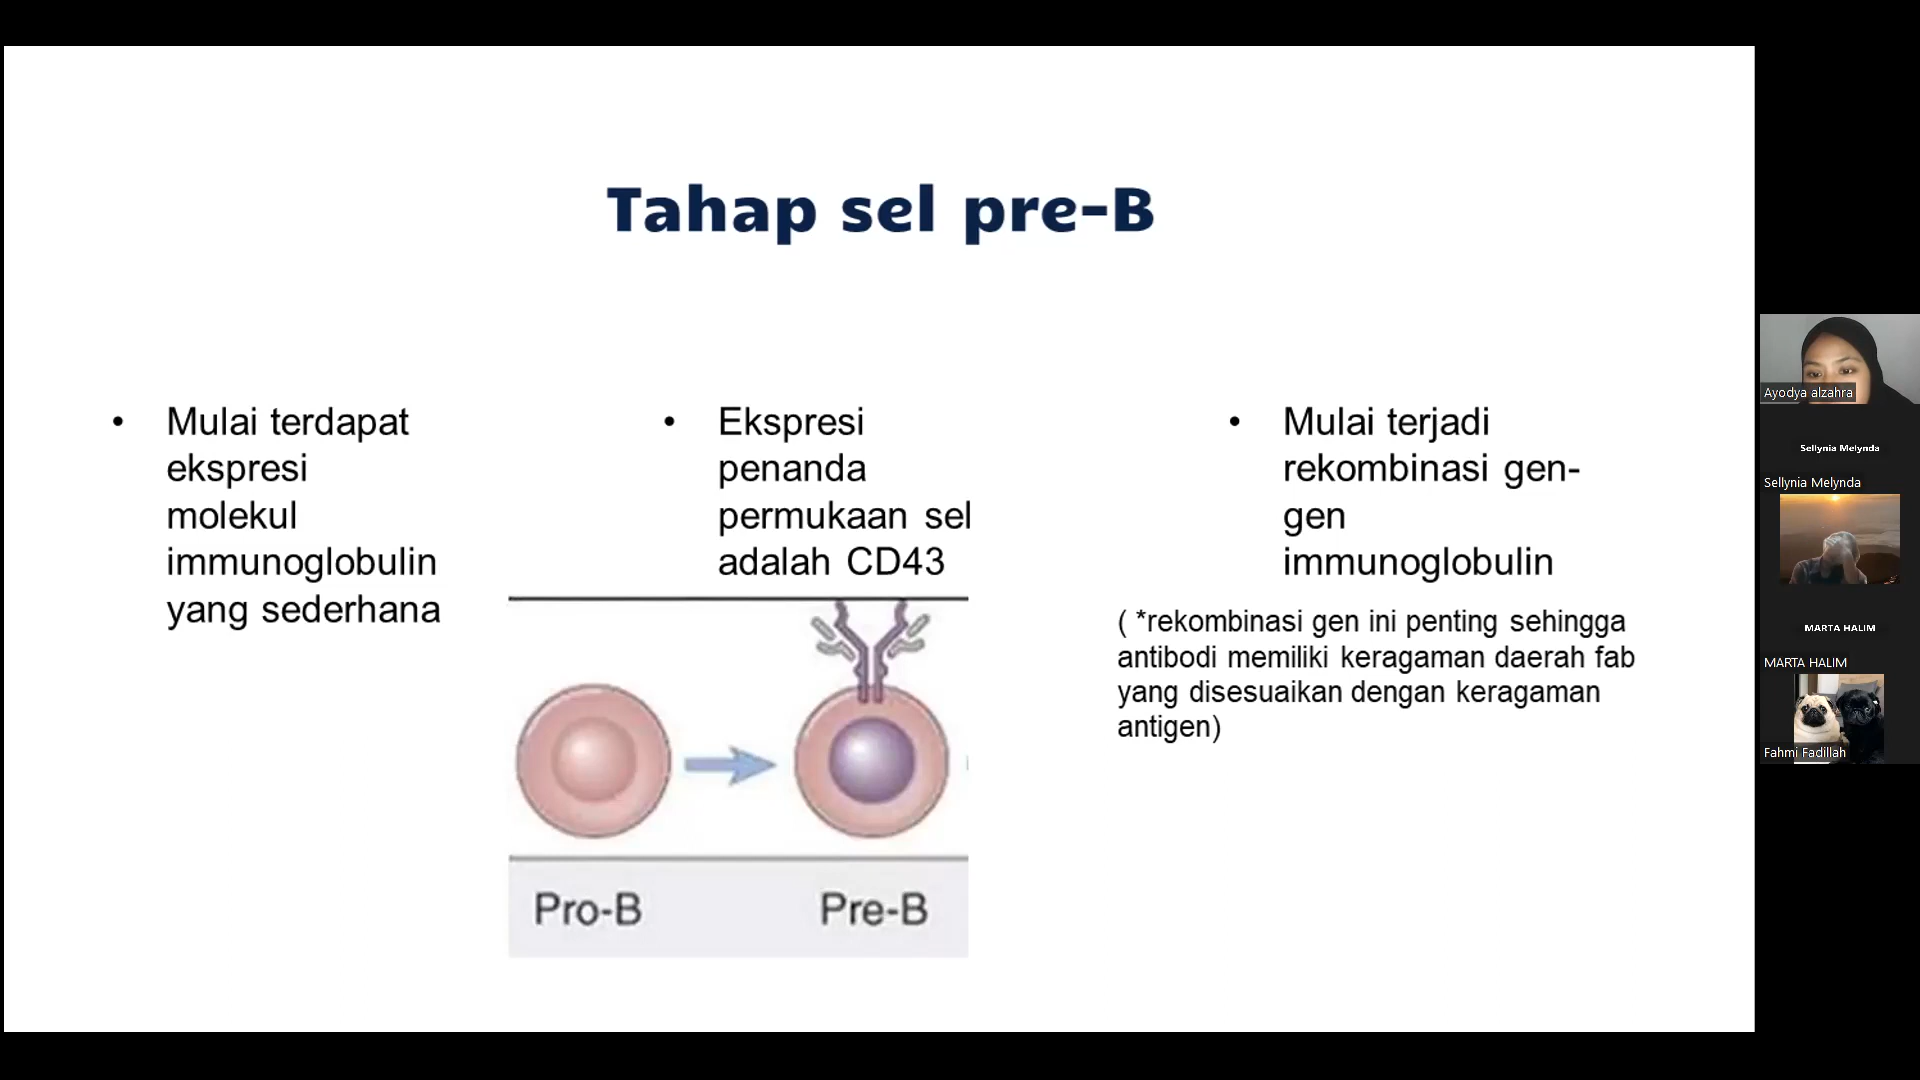 Tahap sel pre-B
• Mulai terdapat
ekspresi
molekul
immunoglobulin
yang sederhana
• Ekspresi
penanda
permukaan sel
adalah CD43
• Mulai terjadi
rekombinasi gen-
gen
immunoglobulin
( *rekombinasi gen ini penting sehingga
antibodi memiliki keragaman daerah fab
yang disesuaikan dengan keragaman
antigen)
Pro-B
Pre-B
Ayodya alzahra
Sellynia Melynda
Sellynia Melynda
MARTA HALIM
MARTA HALIM
Fahmi Fadillah